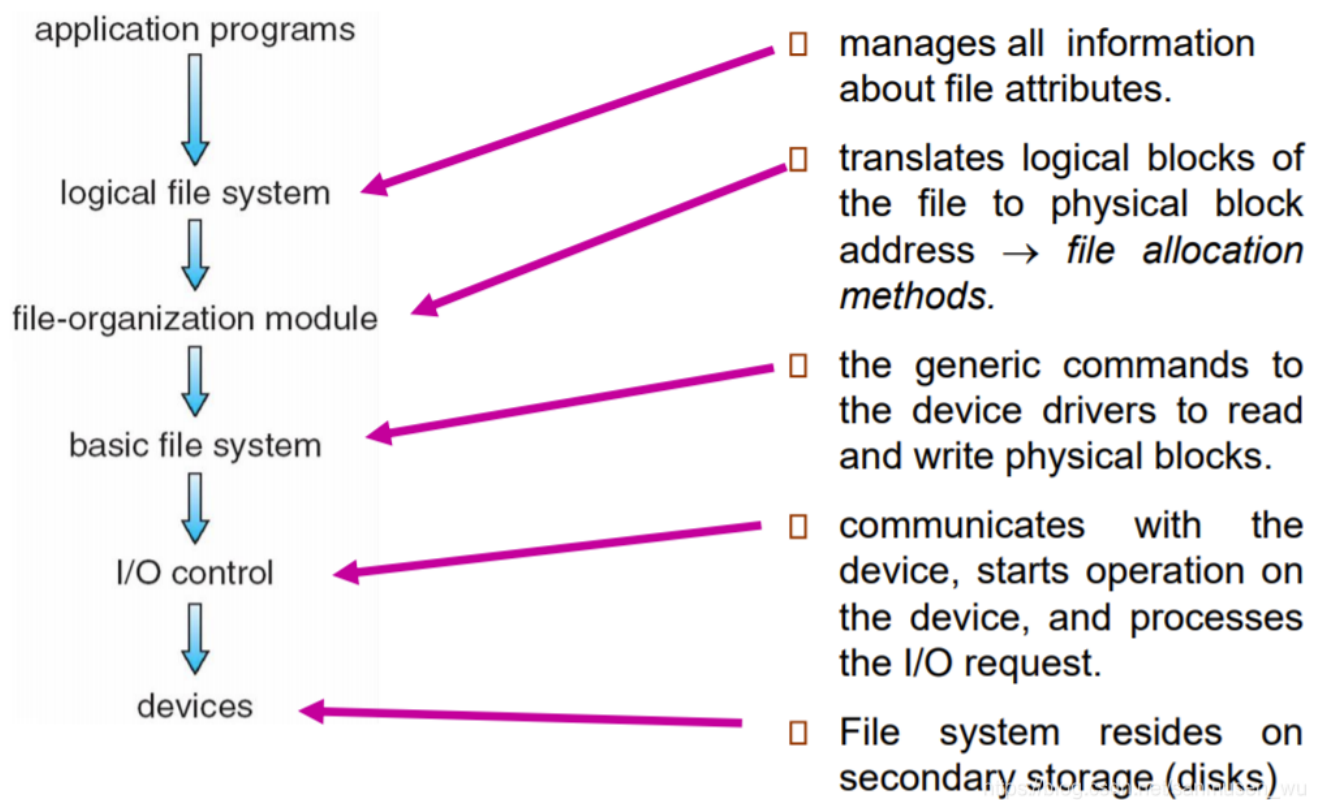 application programs
logical file system
file-organization module
basic file system
I/O control
devices
manages all information
about file attributes.
translates logical blocks of
the file to physical block
address → file allocation
methods.
the generic commands to
the device drivers to read
and write physical blocks.
communicates with the
device, starts operation on
the device, and processes
the I/O request.
File system resides on
secondary storage (disks)